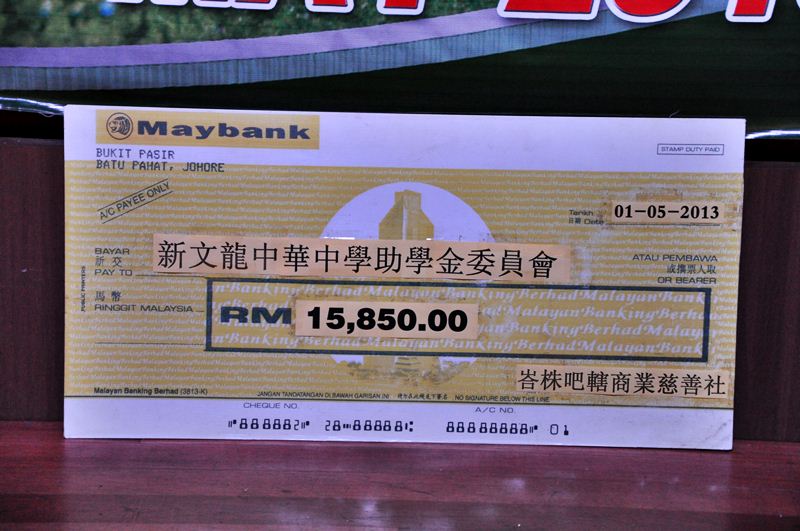 Maybank
BUKIT PASIR
BATU PAHAT, JOHORE
STAMP DUTY PAID
A/C PAYEE ONLY
Tarikh
日期 Date
01-05-2013
BAYAR
祈交
PAY TO
新文龍中華中學助學金委員會
ATAU PEMBAWA
或攜票人取
OR BEARER
馬幣
RINGGIT MALAYSIA
RM 15,850.00
峇株吧轄商業慈善社
Malayan Banking Berhad (3813-K)
JANGAN TANDATANGAN DI BAWAH GARISAN INI
NO SIGNATURE BELOW THIS LINE
CHEQUE NO.
A/C NO.
⑈888882⑈ 28⑉88888⑆ 88888888⑈ 01